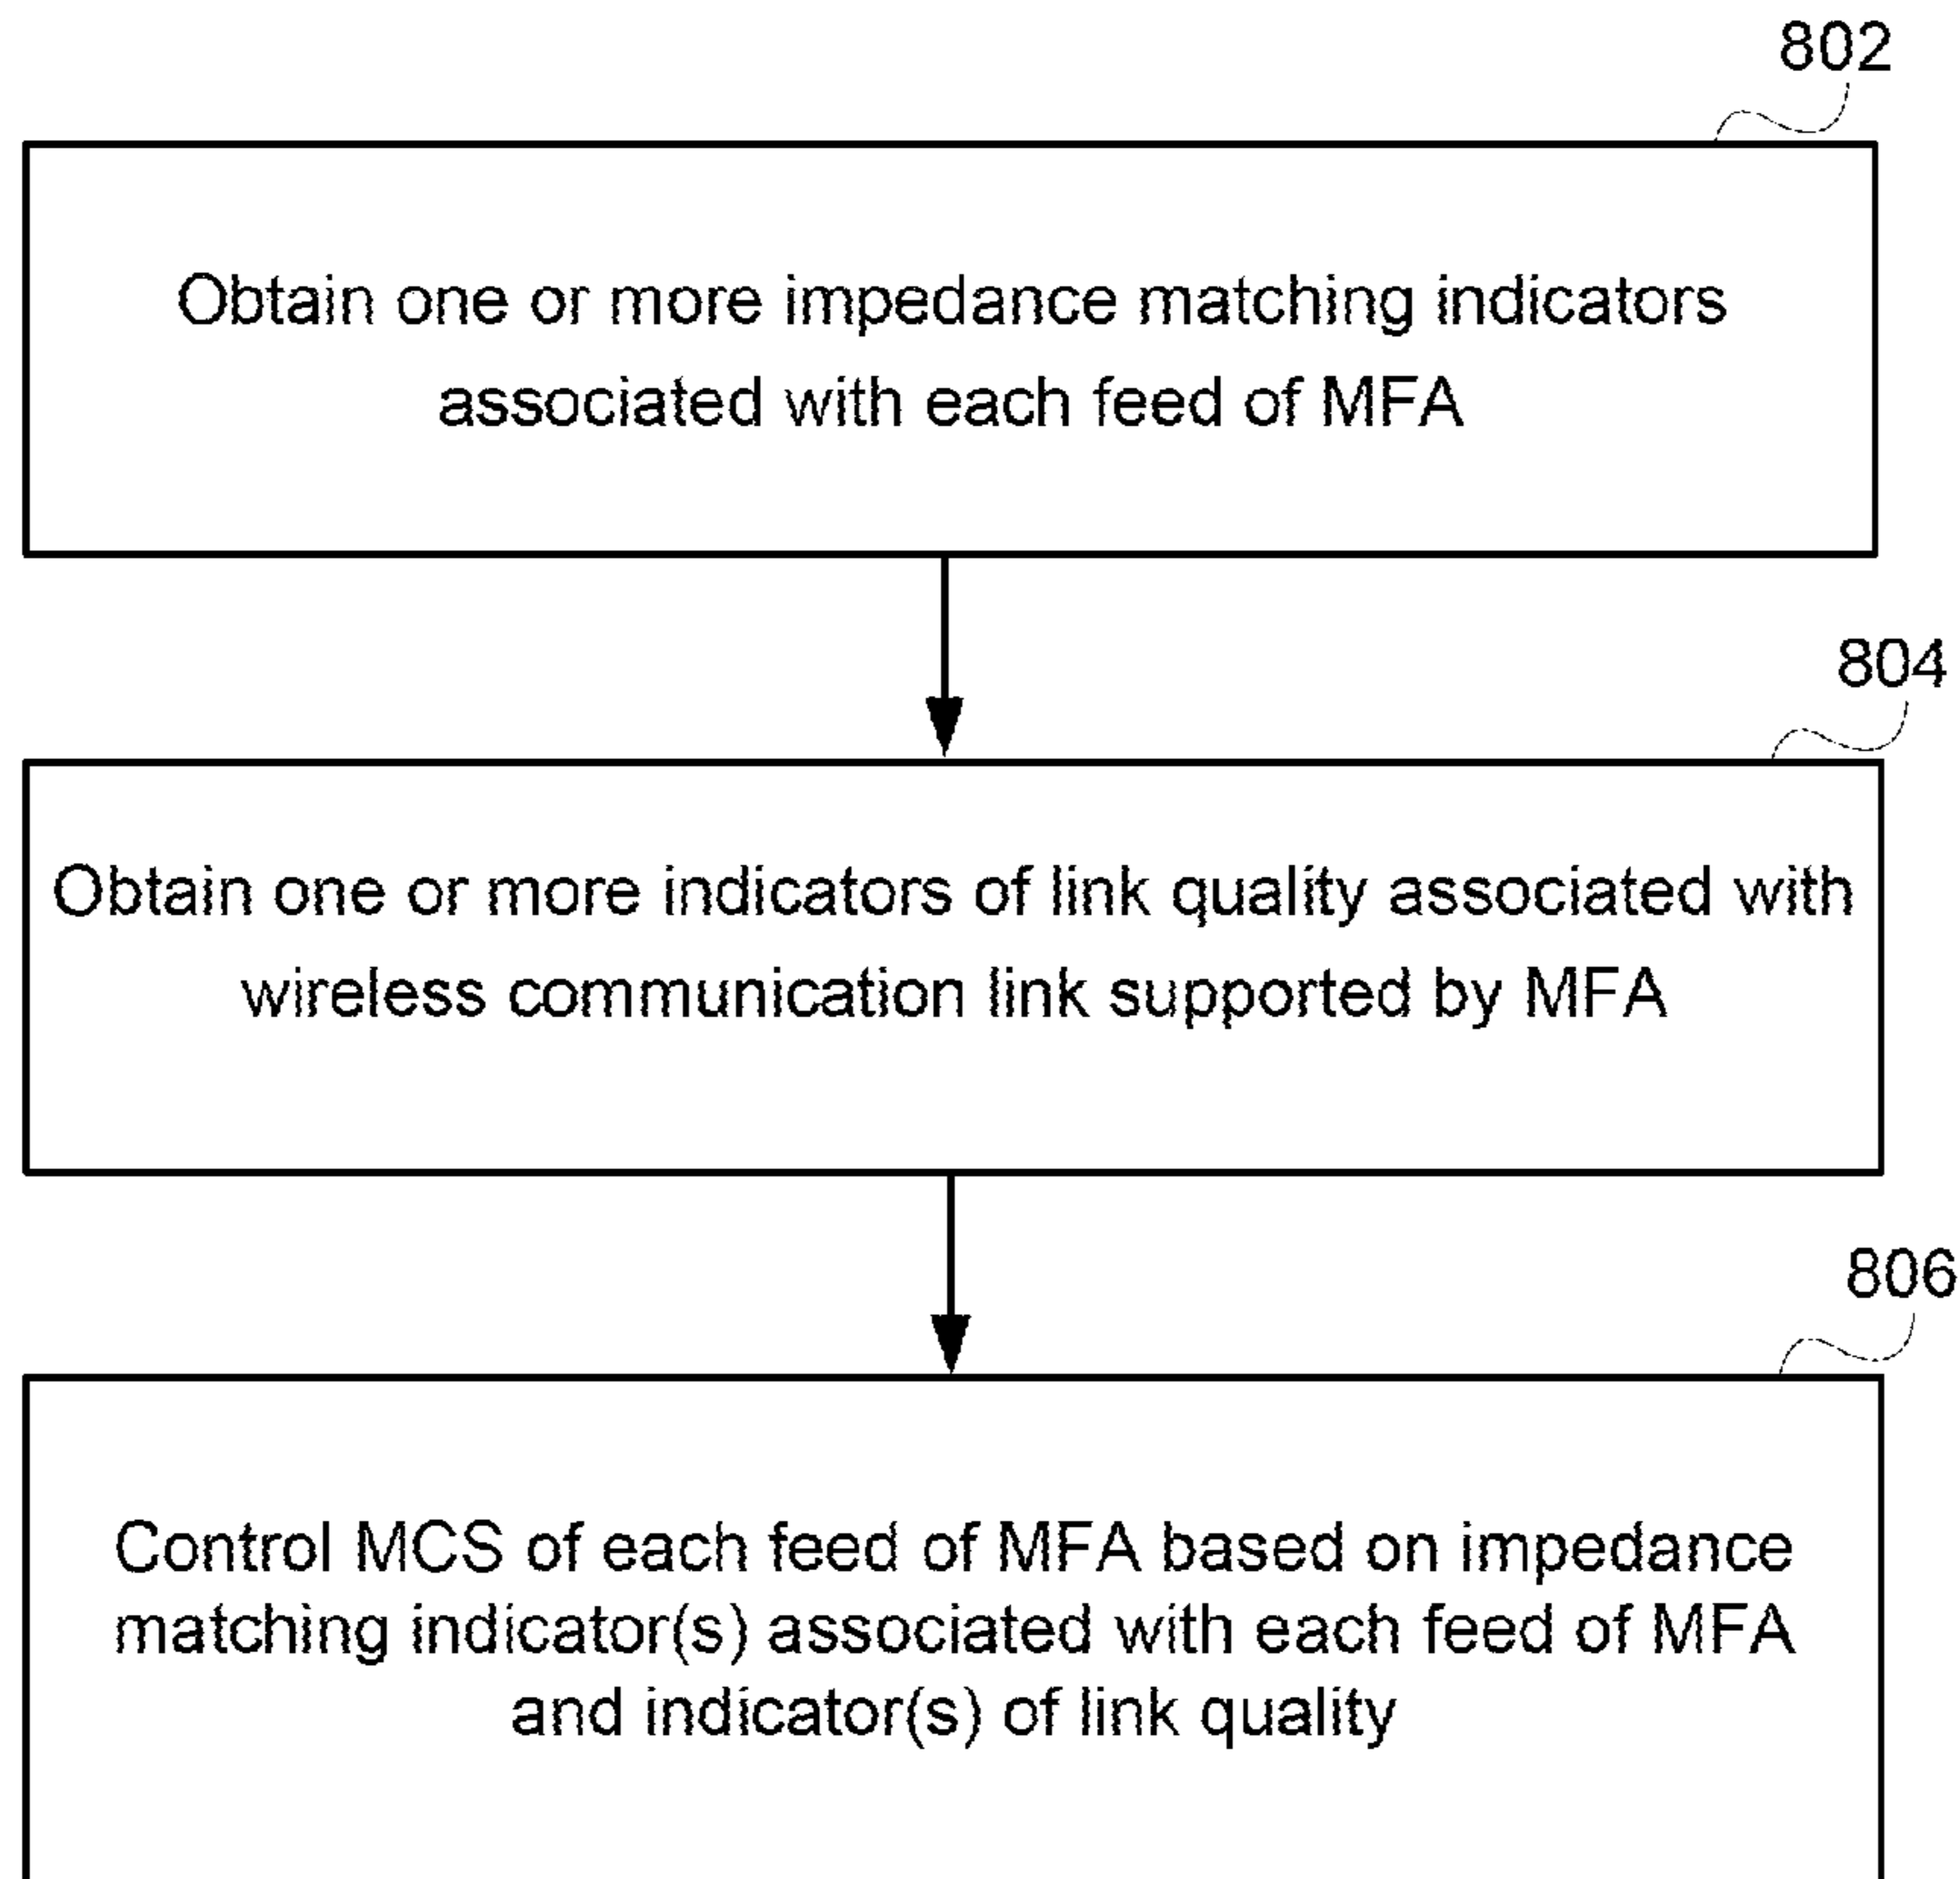 802
Obtain one or more impedance matching indicators
associated with each feed of MFA
804
Obtain one or more indicators of link quality associated with
wireless communication link supported by MFA
806
Control MCS of each feed of MFA based on impedance
matching indicator(s) associated with each feed of MFA
and indicator(s) of link quality